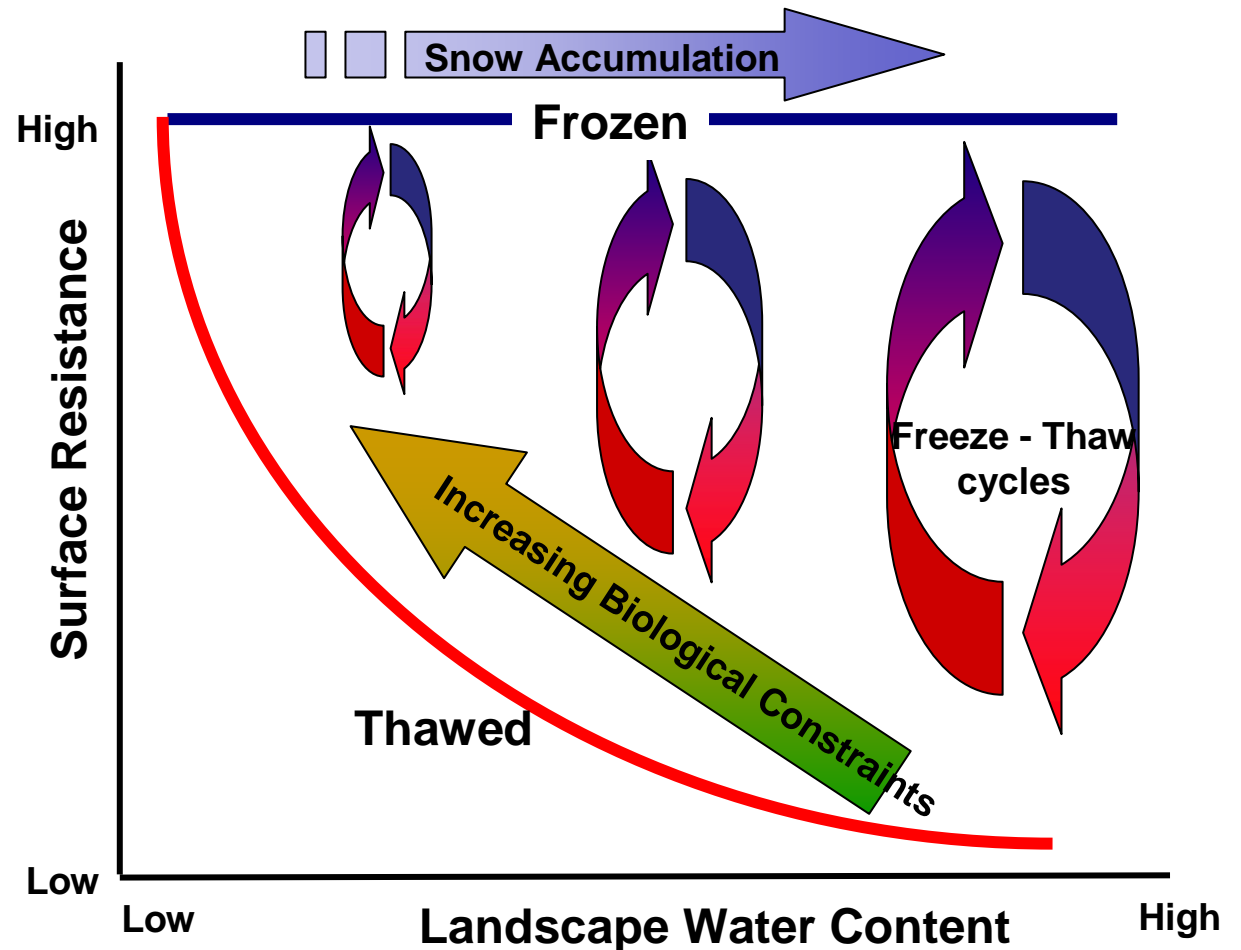 Snow Accumulation
High
Frozen
Surface Resistance
Freeze - Thaw
cycles
Increasing Biological Constraints
Thawed
Low
Low
Landscape Water Content
High